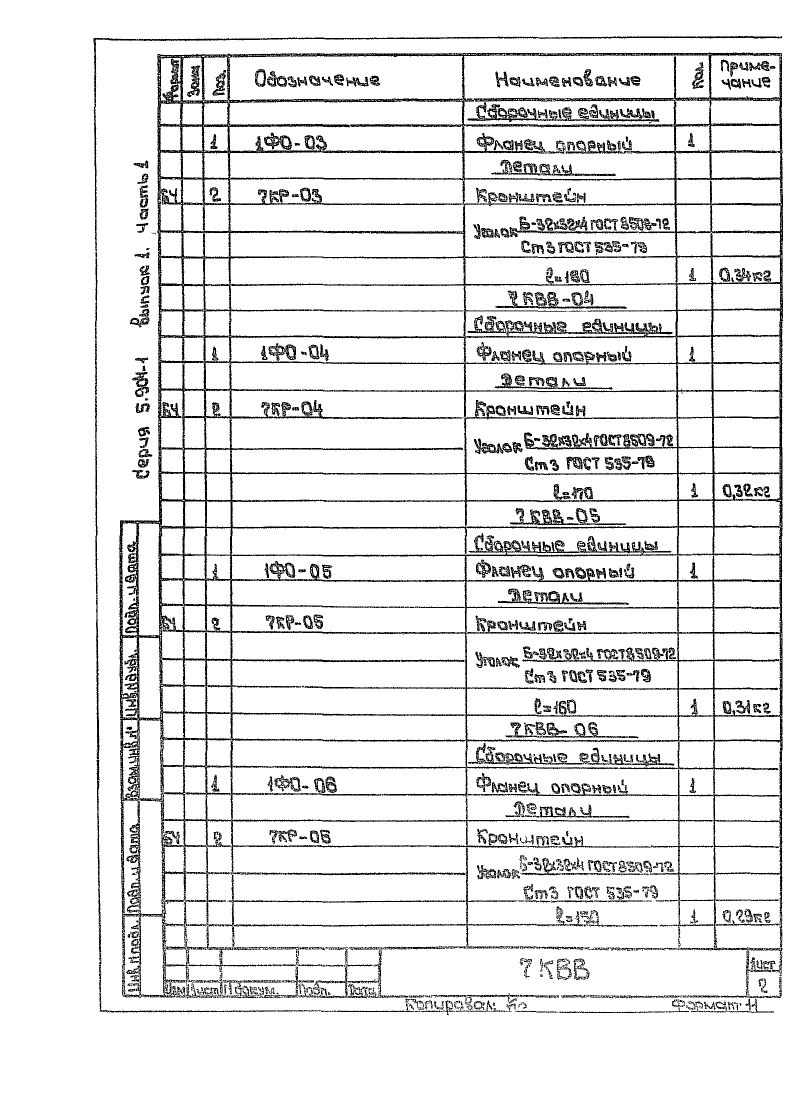 Формат Зона Поз. Обозначение Наименование Кол. Приме-
чание
Сборочные единицы
1 1ФО-03 Фланец опорный 1
Детали
БЧ 2 7КР-03 Кронштейн
Уголок Б-32х32х4 ГОСТ 8509-72
Ст3 ГОСТ 535-79
ℓ=180 1 0,34кг
7КВВ-04
Сборочные единицы
1 1ФО-04 Фланец опорный 1
Детали
БЧ 2 7КР-04 Кронштейн
Уголок Б-32х32х4 ГОСТ 8509-72
Ст3 ГОСТ 535-79
ℓ=170 1 0,32кг
7КВВ-05
Сборочные единицы
1 1ФО-05 Фланец опорный 1
Детали
БЧ 2 7КР-05 Кронштейн
Уголок Б-32х32х4 ГОСТ 8509-72
Ст3 ГОСТ 535-79
ℓ=160 1 0,31кг
7КВВ-06
Сборочные единицы
1 1ФО-06 Фланец опорный 1
Детали
БЧ 2 7КР-06 Кронштейн
Уголок Б-32х32х4 ГОСТ 8509-72
Ст3 ГОСТ 535-79
ℓ=150 1 0,29кг
7КВВ
Лист
2
Изм Лист № докум. Подп. Дата
Копировал: Формат 11
Серия 5.904-1 Выпуск 1. Часть 1
Подп. и дата
Инв.№ дубл.
Взам.инв.№
Подп. и дата
Инв № подл